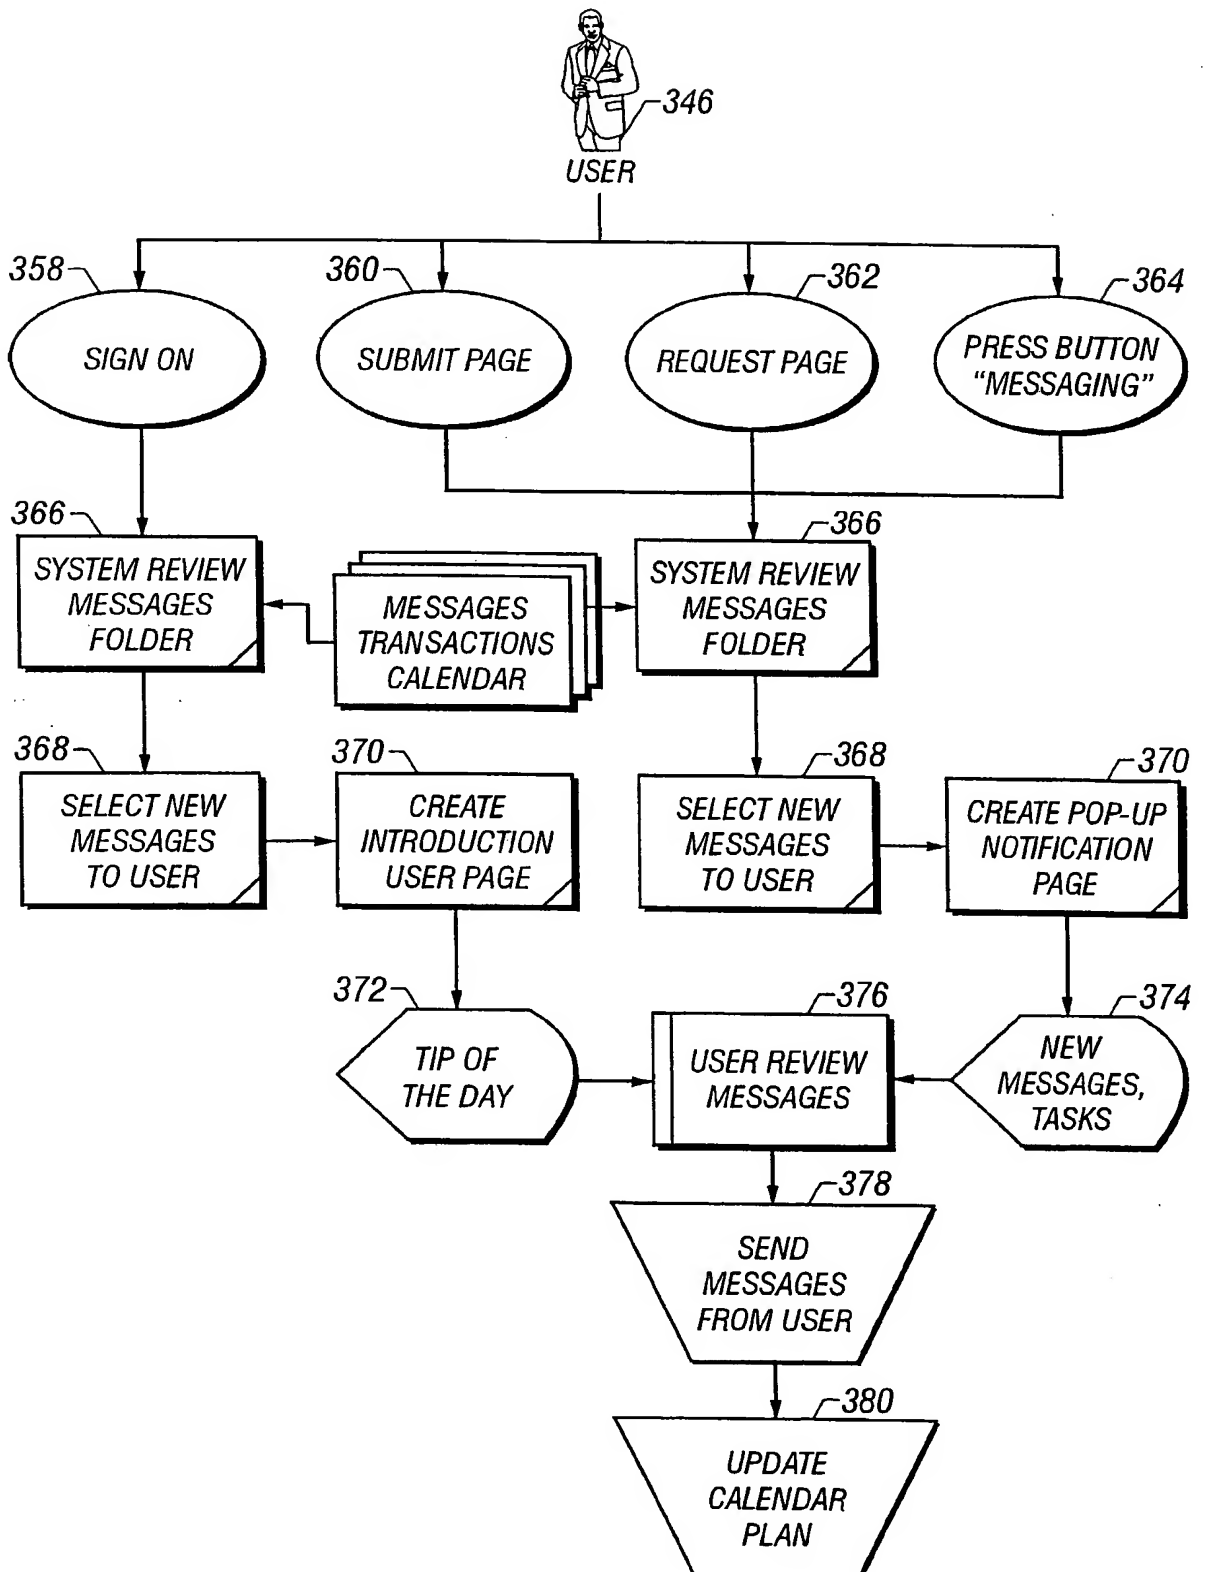 346
USER
358
360
362
364
SIGN ON
SUBMIT PAGE
REQUEST PAGE
PRESS BUTTON
“MESSAGING”
366
SYSTEM REVIEW
MESSAGES
FOLDER
MESSAGES
TRANSACTIONS
CALENDAR
366
SYSTEM REVIEW
MESSAGES
FOLDER
368
SELECT NEW
MESSAGES
TO USER
370
CREATE
INTRODUCTION
USER PAGE
368
SELECT NEW
MESSAGES
TO USER
370
CREATE POP-UP
NOTIFICATION
PAGE
372
TIP OF
THE DAY
376
USER REVIEW
MESSAGES
374
NEW
MESSAGES,
TASKS
378
SEND
MESSAGES
FROM USER
380
UPDATE
CALENDAR
PLAN